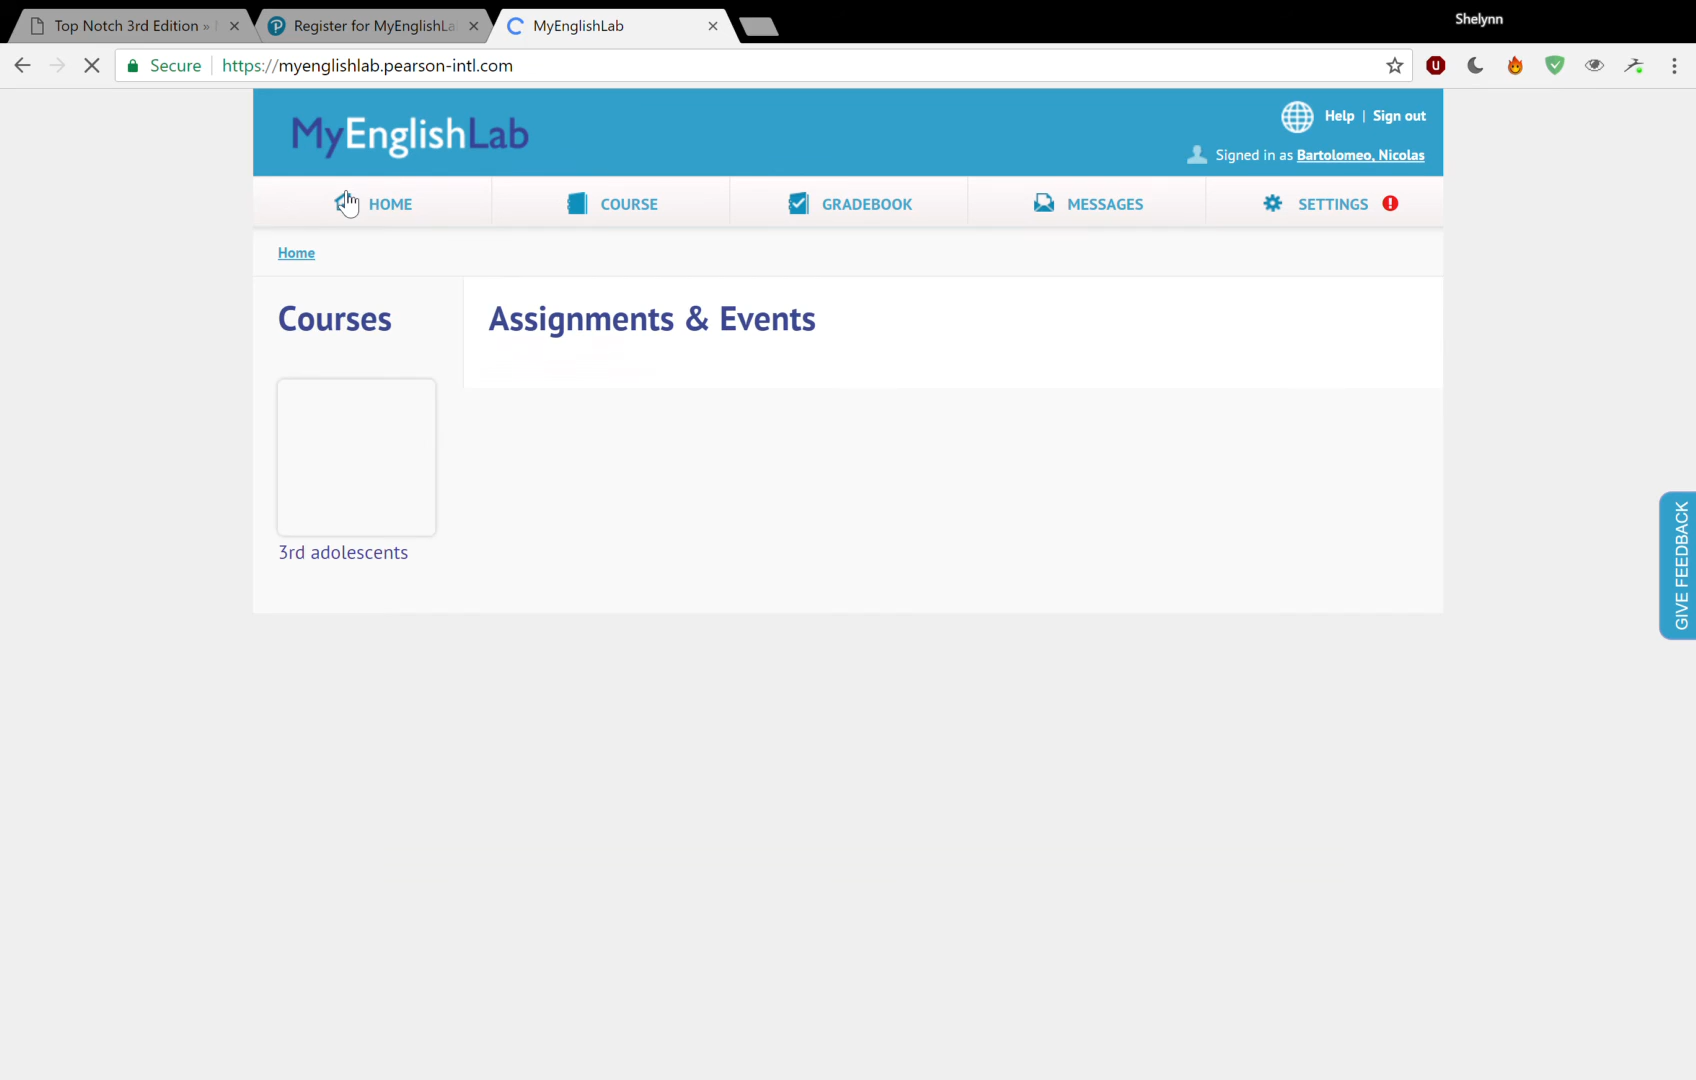 Top Notch 3rd Edition »
Register for MyEnglishLa
MyEnglishLab
Shelynn
Secure
https://myenglishlab.pearson-intl.com
MyEnglishLab
Help | Sign out
Signed in as Bartolomeo, Nicolas
HOME
COURSE
GRADEBOOK
MESSAGES
SETTINGS
Home
Courses
Assignments & Events
3rd adolescents
GIVE FEEDBACK